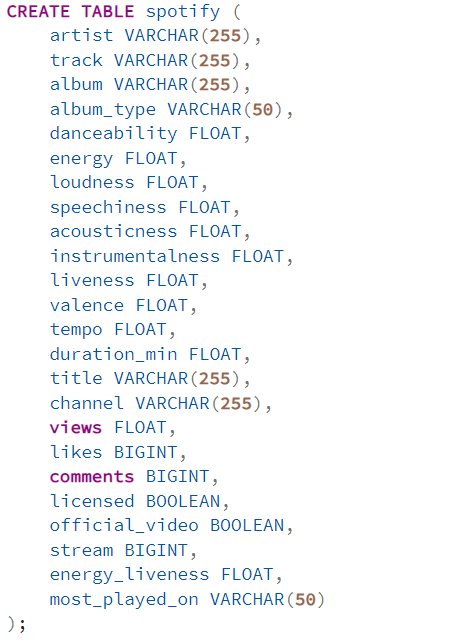 CREATE TABLE spotify (
    artist VARCHAR(255),
    track VARCHAR(255),
    album VARCHAR(255),
    album_type VARCHAR(50),
    danceability FLOAT,
    energy FLOAT,
    loudness FLOAT,
    speechiness FLOAT,
    acousticness FLOAT,
    instrumentalness FLOAT,
    liveness FLOAT,
    valence FLOAT,
    tempo FLOAT,
    duration_min FLOAT,
    title VARCHAR(255),
    channel VARCHAR(255),
    views FLOAT,
    likes BIGINT,
    comments BIGINT,
    licensed BOOLEAN,
    official_video BOOLEAN,
    stream BIGINT,
    energy_liveness FLOAT,
    most_played_on VARCHAR(50)
);